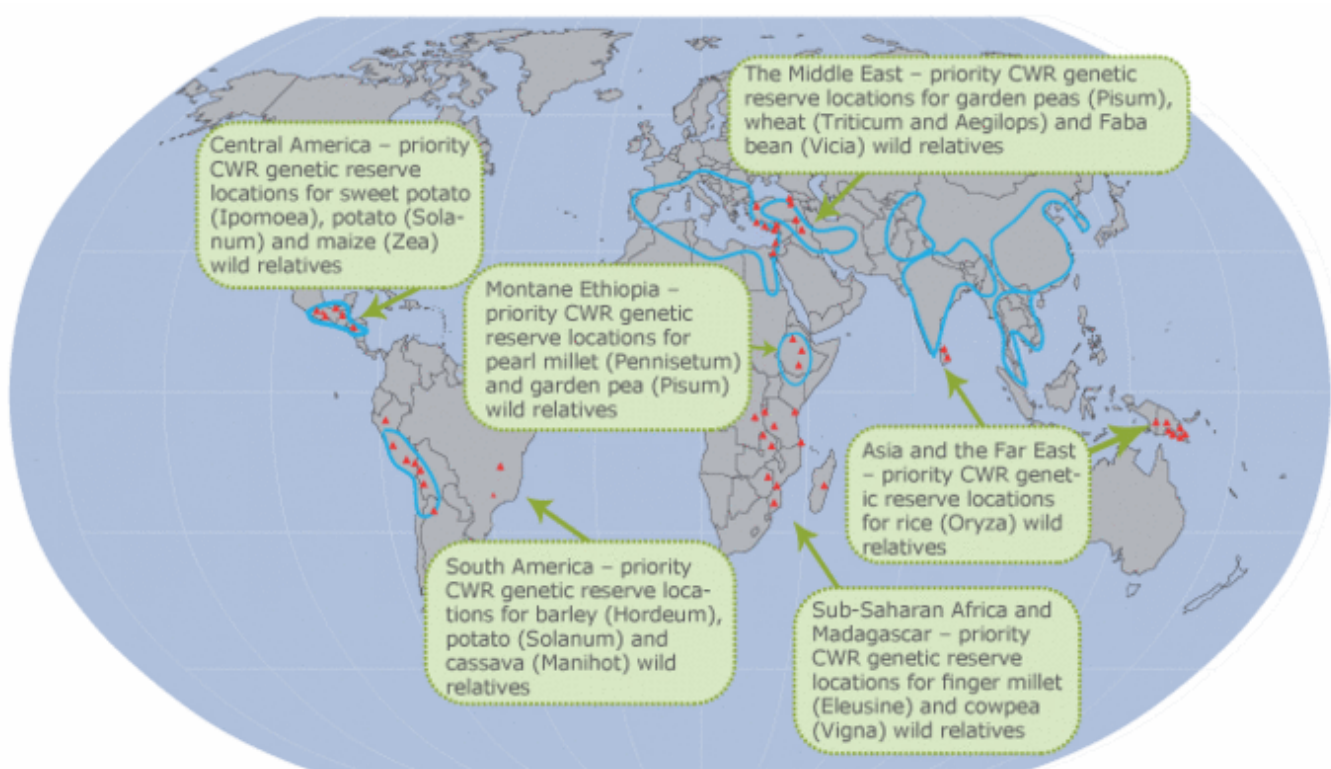 The Middle East – priority CWR genetic
reserve locations for garden peas (Pisum),
wheat (Triticum and Aegilops) and Faba
bean (Vicia) wild relatives
Central America – priority
CWR genetic reserve
locations for sweet potato
(Ipomoea), potato (Sola-
num) and maize (Zea)
wild relatives
Montane Ethiopia –
priority CWR genetic
reserve locations for
pearl millet (Pennisetum)
and garden pea (Pisum)
wild relatives
Asia and the Far East
– priority CWR genet-
ic reserve locations
for rice (Oryza) wild
relatives
South America – priority
CWR genetic reserve loca-
tions for barley (Hordeum),
potato (Solanum) and
cassava (Manihot) wild
relatives
Sub-Saharan Africa and
Madagascar – priority
CWR genetic reserve
locations for finger millet
(Eleusine) and cowpea
(Vigna) wild relatives